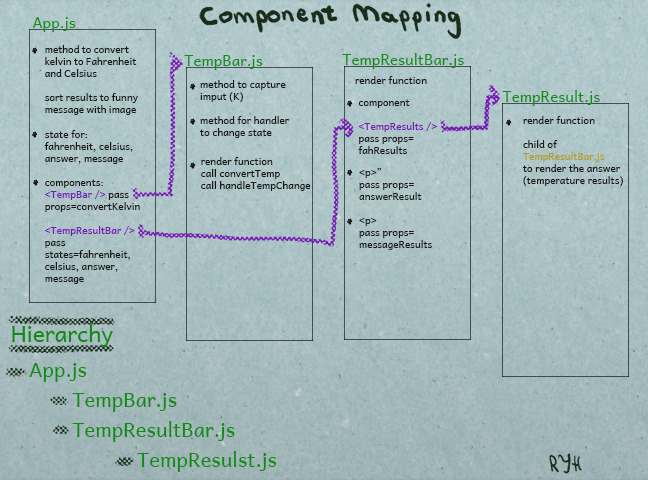 Component Mapping
App.js
method to convert
kelvin to Fahrenheit
and Celsius
sort results to funny
message with image
state for:
fahrenheit, celsius,
answer, message
components:
<TempBar /> pass
props=convertKelvin
<TempResultBar />
pass
states=fahrenheit,
celsius, answer,
message
TempBar.js
method to capture
imput (K)
method for handler
to change state
render function
call convertTemp
call handleTempChange
TempResultBar.js
render function
component
<TempResults />
pass props=
fahResults
<p>”
pass props=
answerResult
<p>
pass props=
messageResults
TempResult.js
render function
child of
TempResultBar.js
to render the answer
(temperature results)
Hierarchy
App.js
TempBar.js
TempResultBar.js
TempResulst.js
RYH